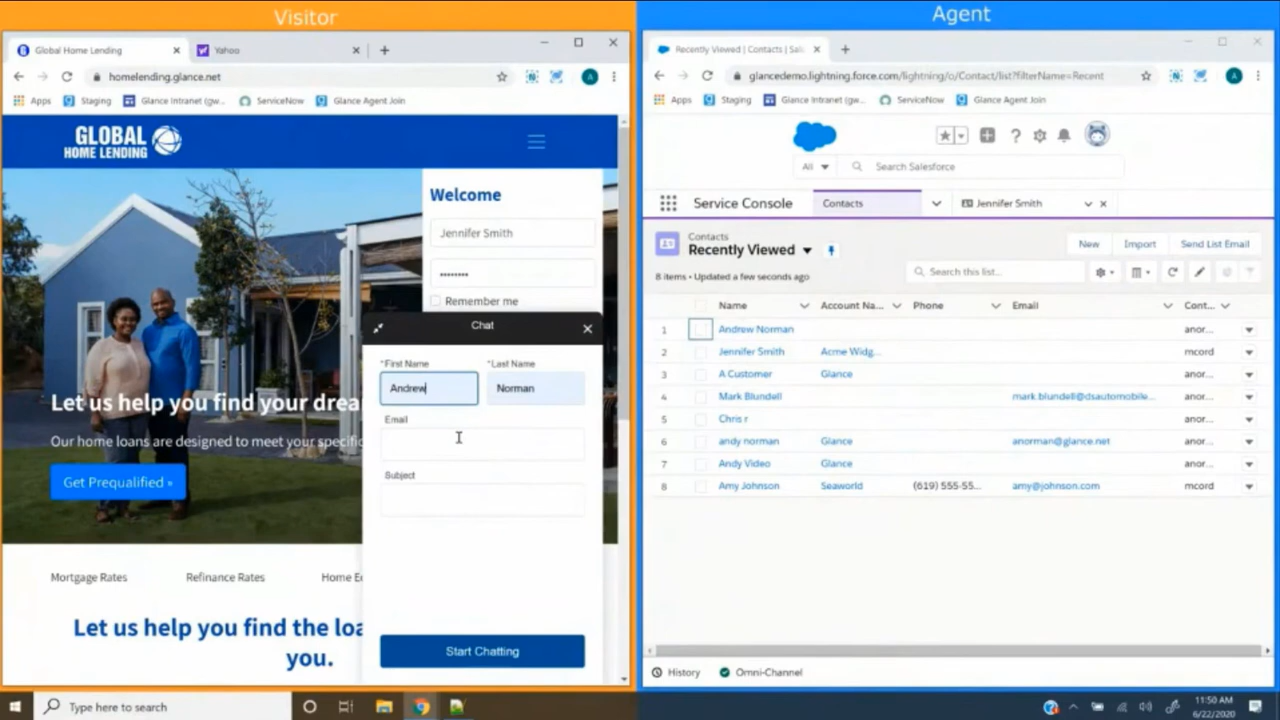 Visitor
Global Home Lending
Yahoo
homelending.glance.net
A
Apps
Staging
Glance Intranet (gw...
ServiceNow
Glance Agent Join
GLOBAL
HOME LENDING
Welcome
Jennifer Smith
••••••••
Remember me
Let us help you find your drea
Our home loans are designed to meet your specific
Get Prequalified »
Chat
*First Name
*Last Name
Andrew
Norman
Email
Subject
Start Chatting
Mortgage Rates
Refinance Rates
Home E
Let us help you find the loa
you.
Agent
Recently Viewed | Contacts | Sale
glancedemo.lightning.force.com/lightning/o/Contact/list?filterName=Recent
A
Apps
Staging
Glance Intranet (gw...
ServiceNow
Glance Agent Join
All
Search Salesforce
Service Console
Contacts
Jennifer Smith
Contacts
Recently Viewed
New
Import
Send List Email
8 items • Updated a few seconds ago
Search this list...
Name
Account Na...
Phone
Email
Cont...
1 Andrew Norman anor...
2 Jennifer Smith Acme Widg... mcord
3 A Customer Glance anor...
4 Mark Blundell mark.blundell@dsautomobile... anor...
5 Chris r anor...
6 andy norman Glance anorman@glance.net anor...
7 Andy Video Glance anor...
8 Amy Johnson Seaworld (619) 555-55... amy@johnson.com mcord
History
Omni-Channel
Type here to search
11:50 AM
6/22/2020